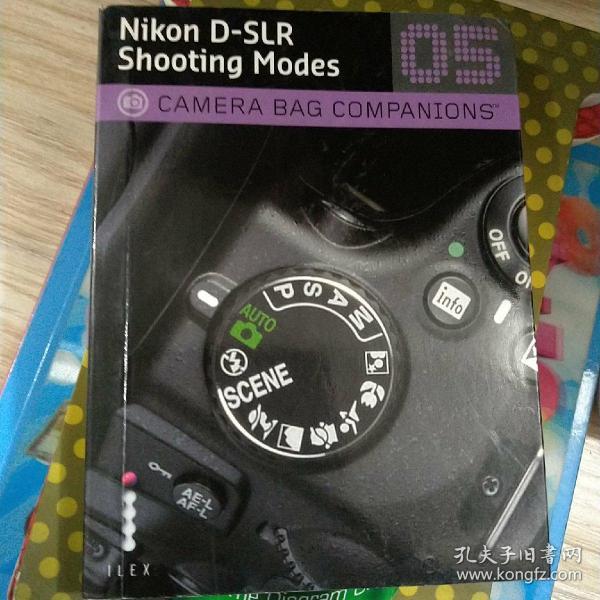 Nikon D-SLR
Shooting Modes
05
CAMERA BAG COMPANIONS™
OFF
info
M A S P
AUTO
SCENE
AE-L
AF-L
ILEX
孔夫子旧书网
www.kongfz.com